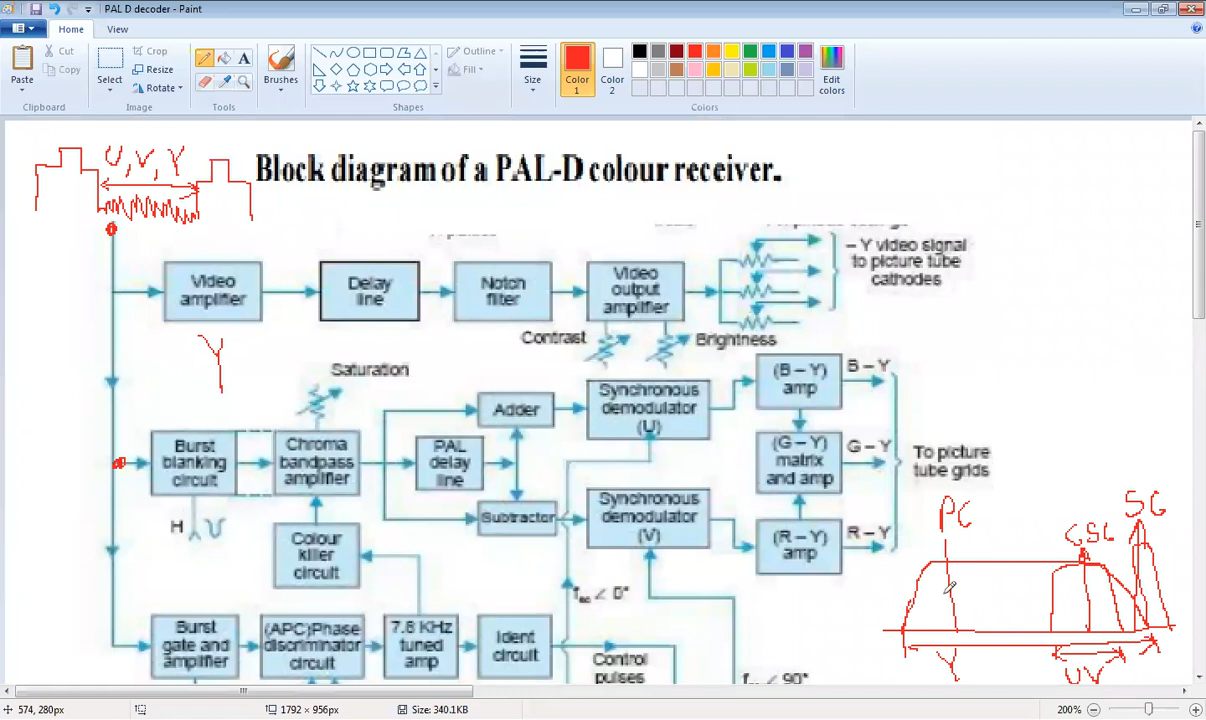 PAL D decoder - Paint
Home
View
Paste
Cut
Copy
Clipboard
Select
Crop
Resize
Rotate
Image
A
Tools
Brushes
Shapes
Outline
Fill
Size
Color 1
Color 2
Edit colors
Colors
U, V, Y
Block diagram of a PAL-D colour receiver.
Video amplifier
Delay line
Notch filter
Video output amplifier
– Y video signal
to picture tube
cathodes
Contrast
Brightness
Y
Saturation
Burst blanking circuit
Chroma bandpass amplifier
Adder
PAL delay line
Subtractor
Synchronous demodulator (U)
Synchronous demodulator (V)
(B – Y) amp
(G – Y) matrix and amp
(R – Y) amp
B – Y
G – Y
R – Y
To picture
tube grids
H
Colour killer circuit
Burst gate and amplifier
(APC)Phase discriminator circuit
7.8 KHz tuned amp
Ident circuit
Control
pulses
fsc ∠ 0°
∠ 90°
PC
CSC
SC
Y
UV
574, 280px
1792 × 956px
Size: 340.1KB
200%